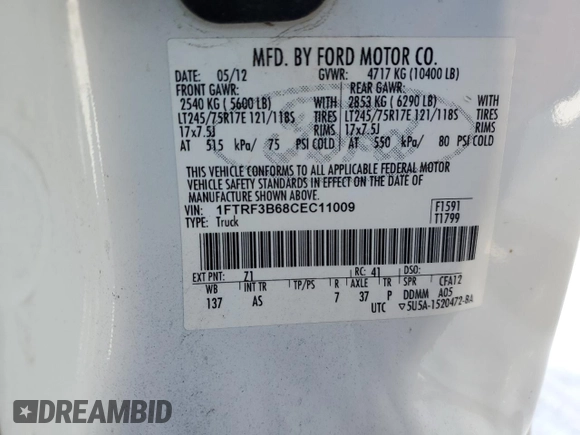 MFD. BY FORD MOTOR CO.
DATE: 05/12 GVWR: 4717 KG (10400 LB)
FRONT GAWR: REAR GAWR:
2540 KG ( 5600 LB) WITH 2853 KG ( 6290 LB) WITH
LT245/75R17E 121/118S TIRES LT245/75R17E 121/118S TIRES
17x7.5J RIMS 17x7.5J RIMS
AT 515 kPa/ 75 PSI COLD AT 550 kPa/ 80 PSI COLD
THIS VEHICLE CONFORMS TO ALL APPLICABLE FEDERAL MOTOR
VEHICLE SAFETY STANDARDS IN EFFECT ON THE DATE OF
MANUFACTURE SHOWN ABOVE.
VIN: 1FTRF3B68CEC11009 F1591
TYPE: Truck T1799
EXT PNT: Z1 RC: 41 DSO:
WB INT TR TP/PS R AXLE TR SPR CFA12
137 AS 7 37 P DDMM A05
UTC ▽5U5A-1520472-BA
DREAMBID